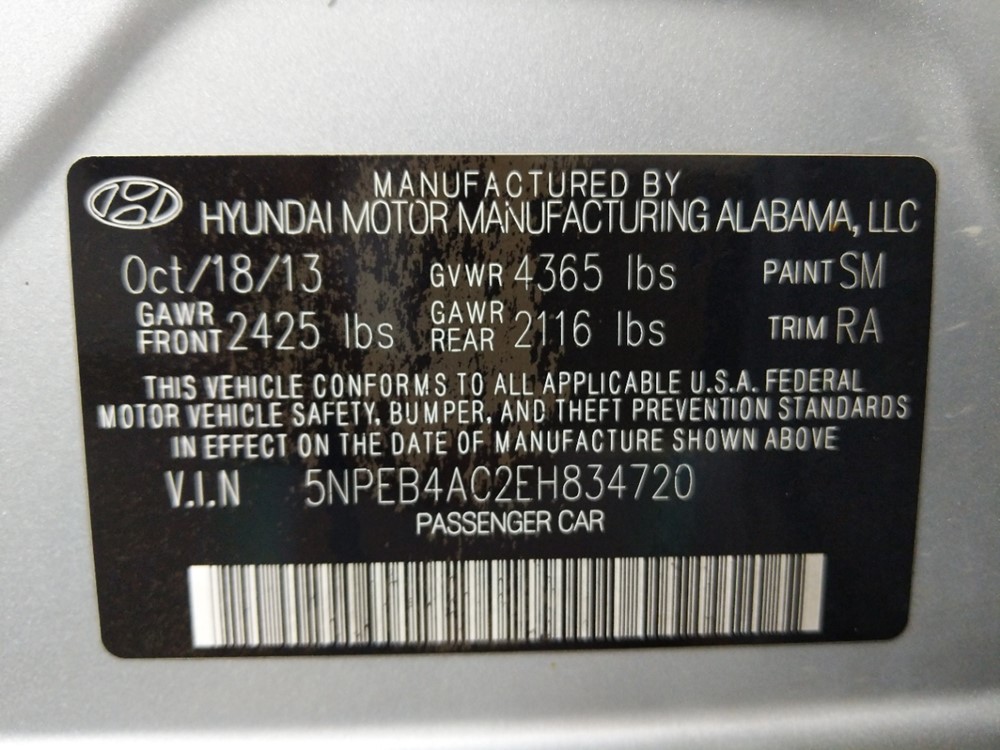 MANUFACTURED BY
HYUNDAI MOTOR MANUFACTURING ALABAMA, LLC
Oct/18/13 GVWR 4365 lbs PAINT SM
GAWR FRONT 2425 lbs GAWR REAR 2116 lbs TRIM RA
THIS VEHICLE CONFORMS TO ALL APPLICABLE U.S.A. FEDERAL
MOTOR VEHICLE SAFETY, BUMPER, AND THEFT PREVENTION STANDARDS
IN EFFECT ON THE DATE OF MANUFACTURE SHOWN ABOVE
V.I.N 5NPEB4AC2EH834720
PASSENGER CAR